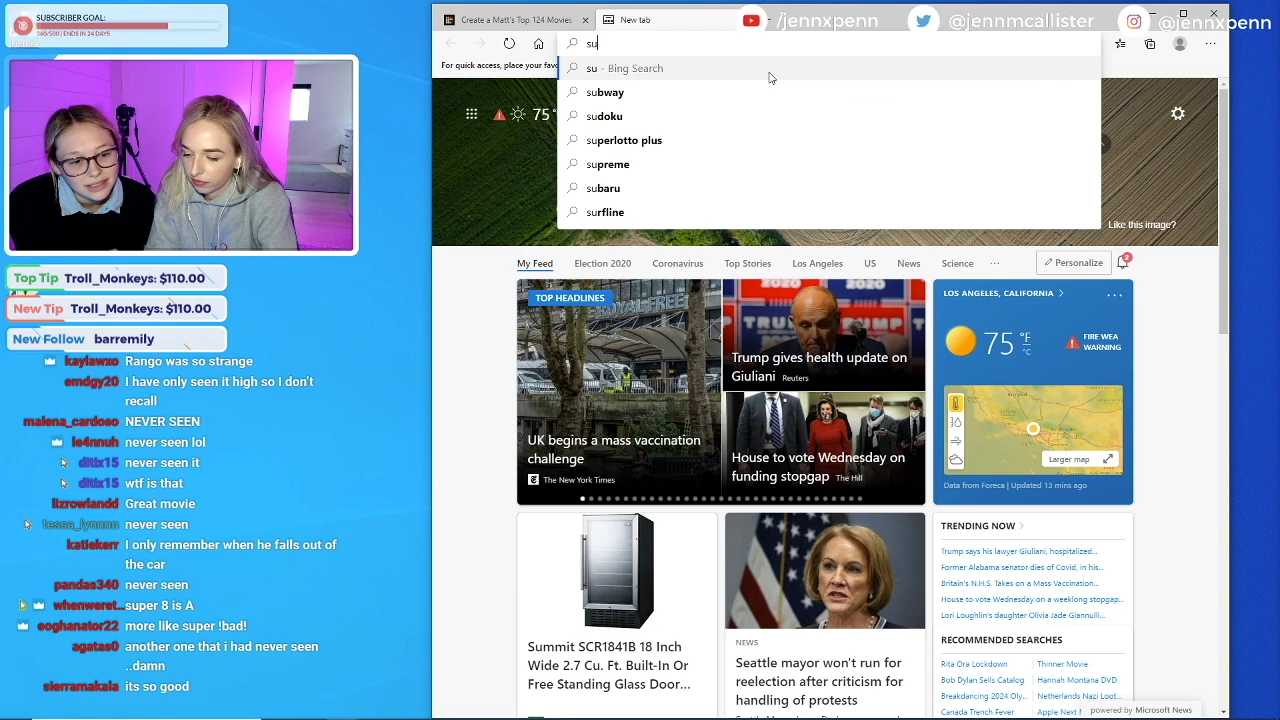 SUBSCRIBER GOAL:
360/500 | ENDS IN 24 DAYS
Create a Matt's Top 124 Movies
New tab
/jennxpenn
@jennmcallister
@jennxpenn
su
For quick access, place your favo
su - Bing Search
subway
sudoku
superlotto plus
supreme
subaru
surfline
75 °
Like this image?
My Feed
Election 2020
Coronavirus
Top Stories
Los Angeles
US
News
Science
Personalize
2
TOP HEADLINES
UK begins a mass vaccination
challenge
The New York Times
TRUMP
Trump gives health update on
Giuliani Reuters
House to vote Wednesday on
funding stopgap The Hill
LOS ANGELES, CALIFORNIA
75 °F
°C
FIRE WEA
WARNING
Larger map
Data from Foreca | Updated 13 mins ago
Summit SCR1841B 18 Inch
Wide 2.7 Cu. Ft. Built-In Or
Free Standing Glass Door...
NEWS
Seattle mayor won't run for
reelection after criticism for
handling of protests
TRENDING NOW
Trump says his lawyer Giuliani, hospitalized...
Former Alabama senator dies of Covid, in his...
Britain's N.H.S. Takes on a Mass Vaccination...
House to vote Wednesday on a weeklong stopgap...
Lori Loughlin's daughter Olivia Jade Giannulli...
RECOMMENDED SEARCHES
Rita Ora Lockdown
Thinner Movie
Bob Dylan Sells Catalog
Hannah Montana DVD
Breakdancing 2024 Oly...
Netherlands Nazi Loot...
Canada Trench Fever
Apple Next
powered by Microsoft News
Top Tip Troll_Monkeys: $110.00
New Tip Troll_Monkeys: $110.00
New Follow barremily
kaylawxo Rango was so strange
emdgy20 I have only seen it high so I don't
recall
malena_cardoso NEVER SEEN
le4nnuh never seen lol
ditix15 never seen it
ditix15 wtf is that
lizrowlandd Great movie
tessa_lynnnn never seen
katiekerr I only remember when he falls out of
the car
pandas340 never seen
whenweret... super 8 is A
eoghanator22 more like super !bad!
agatas0 another one that i had never seen
..damn
sierramakala its so good